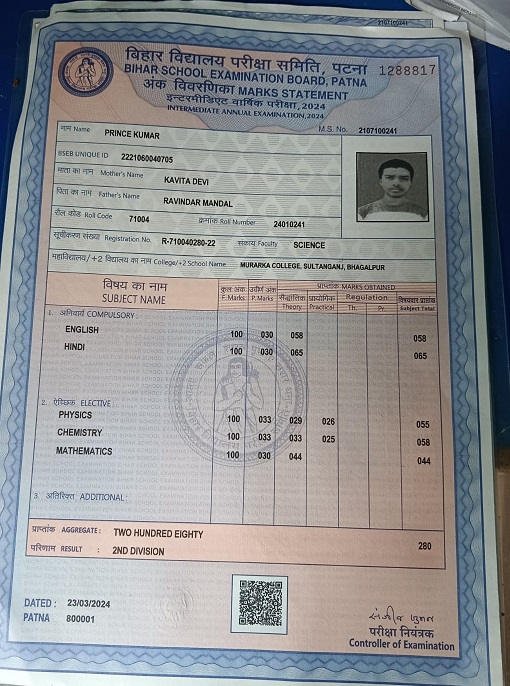 2107100241
बिहार विद्यालय परीक्षा समिति, पटना
BIHAR SCHOOL EXAMINATION BOARD, PATNA
1288817
अंक विवरणिका MARKS STATEMENT
इन्टरमीडिएट वार्षिक परीक्षा, 2024
INTERMEDIATE ANNUAL EXAMINATION, 2024
M.S. No. 2107100241
नाम Name PRINCE KUMAR
BSEB UNIQUE ID 2221060040705
माता का नाम Mother's Name KAVITA DEVI
पिता का नाम Father's Name RAVINDAR MANDAL
रौल कोड Roll Code 71004 क्रमांक Roll Number 24010241
सूचीकरण संख्या Registration No. R-710040280-22 संकाय Faculty SCIENCE
महाविद्यालय/+2 विद्यालय का नाम College/+2 School Name MURARKA COLLEGE, SULTANGANJ, BHAGALPUR
विषय का नाम कुल अंक उत्तीर्ण अंक प्राप्तांक MARKS OBTAINED
SUBJECT NAME F.Marks P.Marks सैद्धांतिक Theory प्रायोगिक Practical Regulation Th. Pr. विषयवार प्राप्तांक Subject Total
1. अनिवार्य COMPULSORY :
ENGLISH 100 030 058 058
HINDI 100 030 065 065
2. ऐच्छिक ELECTIVE :
PHYSICS 100 033 029 026 055
CHEMISTRY 100 033 033 025 058
MATHEMATICS 100 030 044 044
3. अतिरिक्त ADDITIONAL :
प्राप्तांक AGGREGATE : TWO HUNDRED EIGHTY 280
परिणाम RESULT : 2ND DIVISION
DATED : 23/03/2024
PATNA 800001
परीक्षा नियंत्रक
Controller of Examination